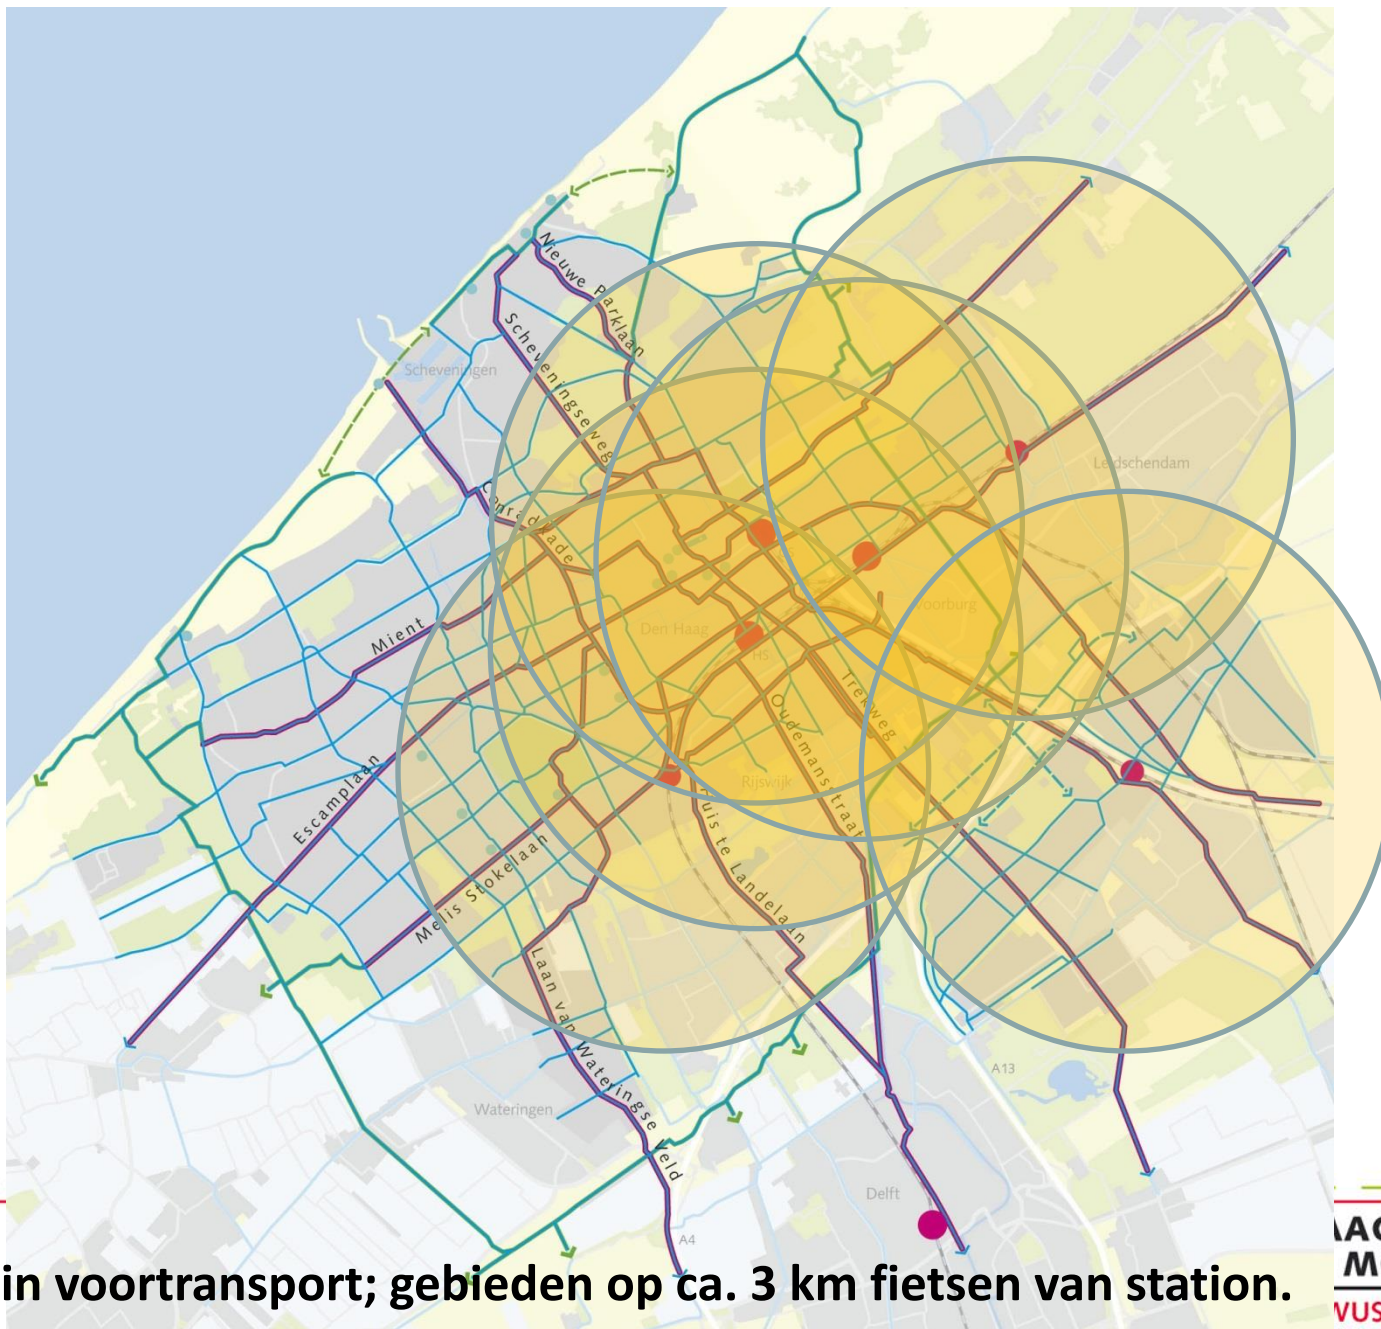 Nieuwe Parklaan
Scheveningseweg
Scheveningen
Conradkade
Leidschendam
Voorburg
Den Haag
HS
Mient
Trekweg
Oudemansstraat
Rijswijk
Escamplaan
Huis te Landelaan
Melis Stokelaan
Laan van Wateringse Veld
A13
Wateringen
Delft
A4
in voortransport; gebieden op ca. 3 km fietsen van station.